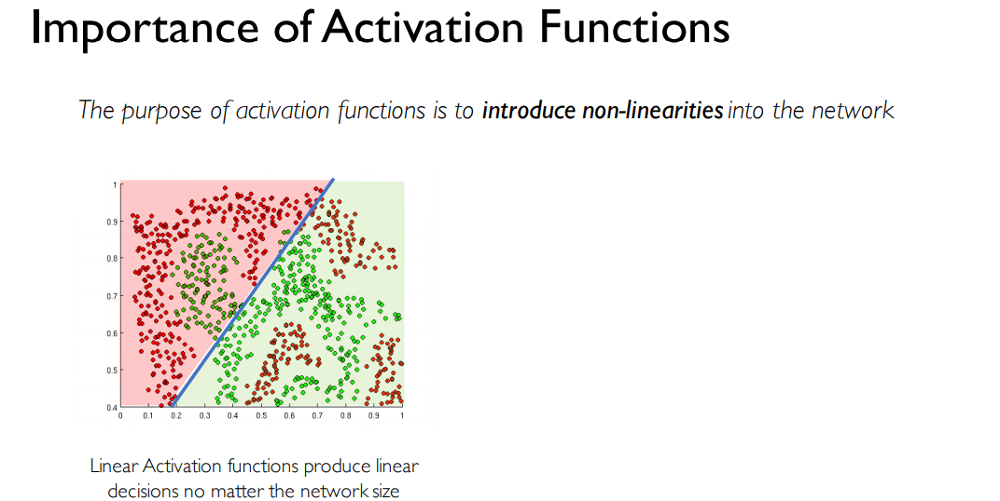 Importance of Activation Functions
The purpose of activation functions is to introduce non-linearities into the network
1
0.9
0.8
0.7
0.6
0.5
0.4
0 0.1 0.2 0.3 0.4 0.5 0.6 0.7 0.8 0.9 1
Linear Activation functions produce linear
decisions no matter the network size